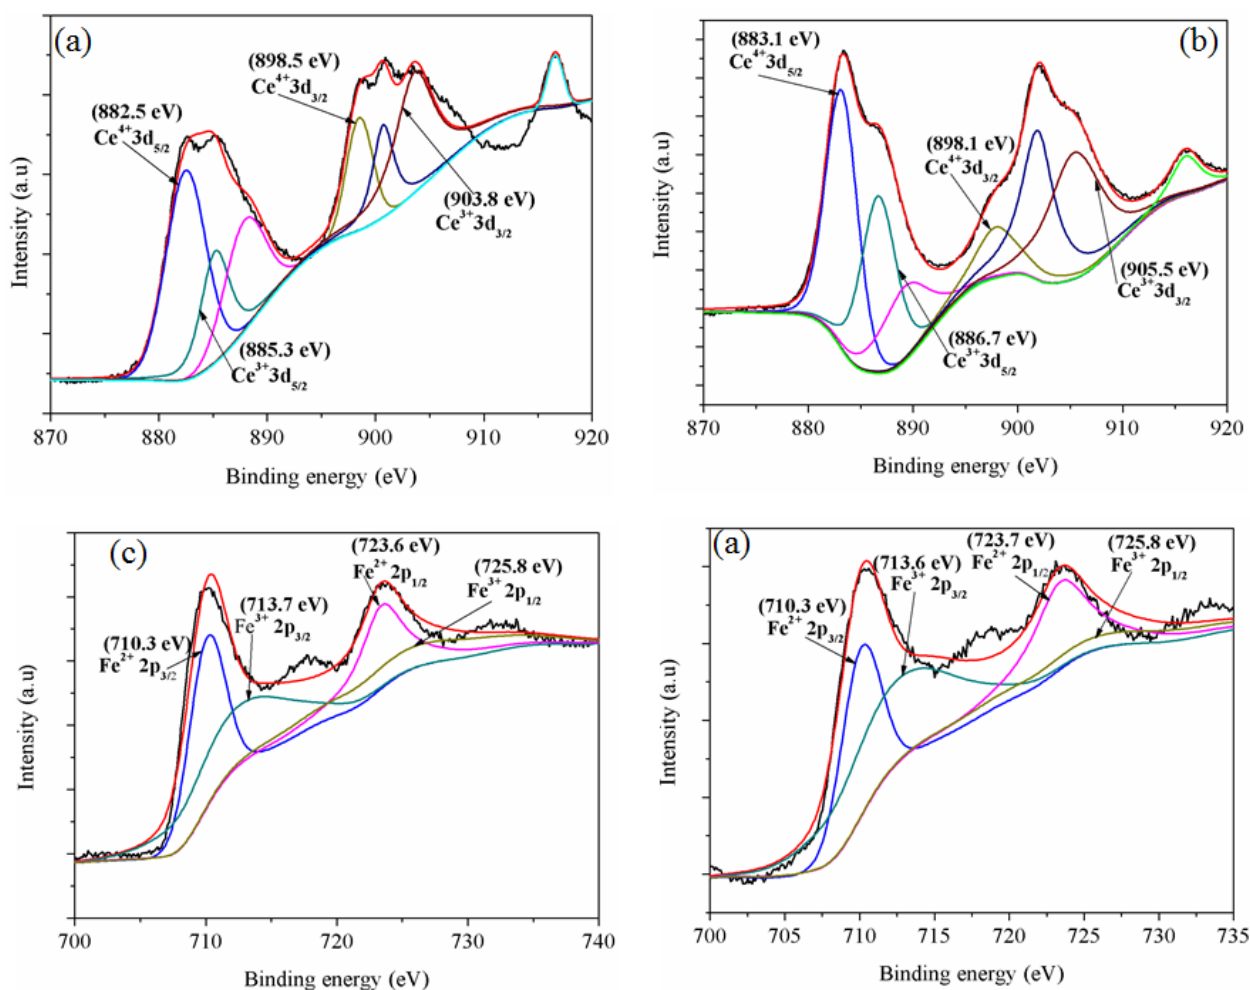 (a)
(882.5 eV)
Ce4+3d5/2
(898.5 eV)
Ce4+3d3/2
(903.8 eV)
Ce3+3d3/2
(885.3 eV)
Ce3+3d5/2
Intensity (a.u)
870 880 890 900 910 920
Binding energy (eV)
(b)
(883.1 eV)
Ce4+3d5/2
(898.1 eV)
Ce4+3d3/2
(905.5 eV)
Ce3+3d3/2
(886.7 eV)
Ce3+3d5/2
Intensity (a.u)
870 880 890 900 910 920
Binding energy (eV)
(c)
(723.6 eV)
Fe2+ 2p1/2
(725.8 eV)
Fe3+ 2p1/2
(713.7 eV)
Fe3+ 2p3/2
(710.3 eV)
Fe2+ 2p3/2
Intensity (a.u)
700 710 720 730 740
Binding energy (eV)
(a)
(723.7 eV)
Fe2+ 2p1/2
(725.8 eV)
Fe3+ 2p1/2
(713.6 eV)
Fe3+ 2p3/2
(710.3 eV)
Fe2+ 2p3/2
Intensity (a.u)
700 705 710 715 720 725 730 735
Binding energy (eV)